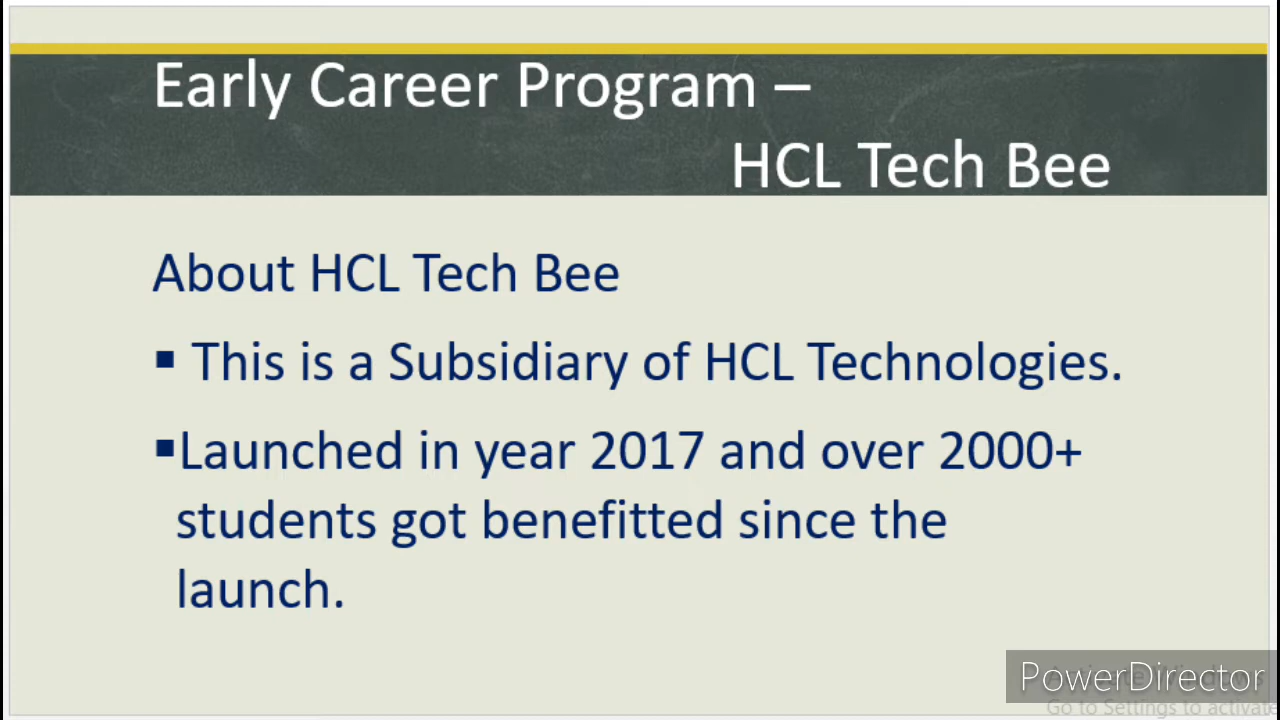 Early Career Program –
HCL Tech Bee
About HCL Tech Bee
▪ This is a Subsidiary of HCL Technologies.
▪Launched in year 2017 and over 2000+
students got benefitted since the
launch.
PowerDirector
Go to Settings to activate